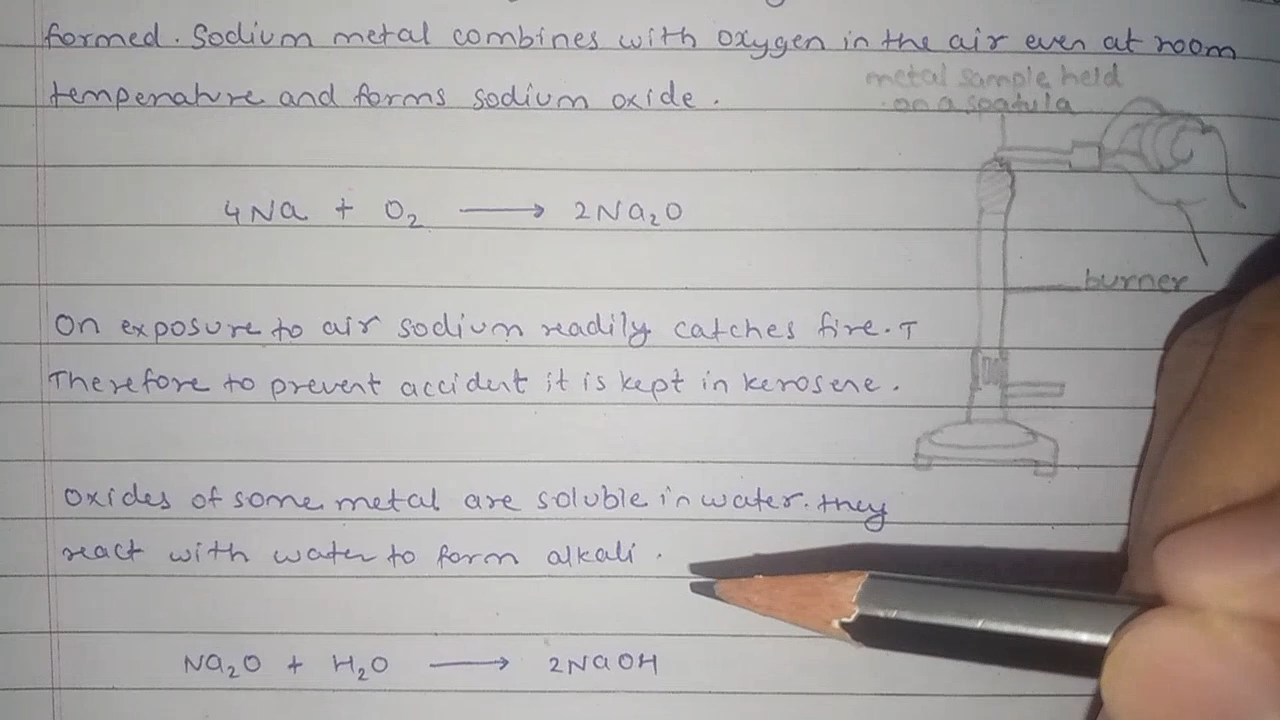 formed. Sodium metal combines with oxygen in the air even at room
temperature and forms sodium oxide.
metal sample held
on a spatula
4Na + O₂ ⟶ 2Na₂O
burner
On exposure to air sodium readily catches fire. T
Therefore to prevent accident it is kept in kerosene.
Oxides of some metal are soluble in water. they
react with water to form alkali.
Na₂O + H₂O ⟶ 2NaOH